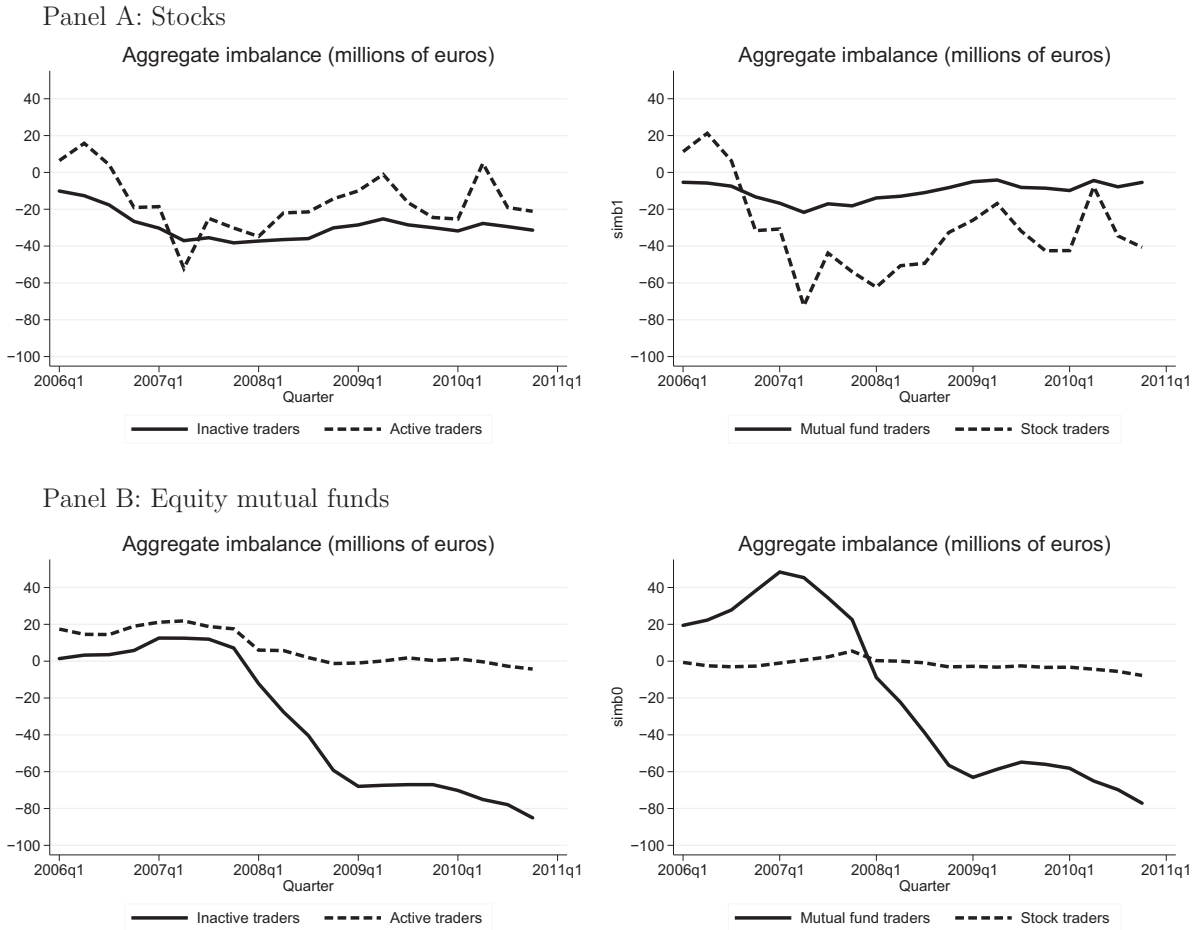 Panel A: Stocks
Aggregate imbalance (millions of euros)
40
20
0
−20
−40
−60
−80
−100
2006q1 2007q1 2008q1 2009q1 2010q1 2011q1
Quarter
Inactive traders Active traders
Aggregate imbalance (millions of euros)
simb1
40
20
0
−20
−40
−60
−80
−100
2006q1 2007q1 2008q1 2009q1 2010q1 2011q1
Quarter
Mutual fund traders Stock traders
Panel B: Equity mutual funds
Aggregate imbalance (millions of euros)
40
20
0
−20
−40
−60
−80
−100
2006q1 2007q1 2008q1 2009q1 2010q1 2011q1
Quarter
Inactive traders Active traders
Aggregate imbalance (millions of euros)
simb0
40
20
0
−20
−40
−60
−80
−100
2006q1 2007q1 2008q1 2009q1 2010q1 2011q1
Quarter
Mutual fund traders Stock traders